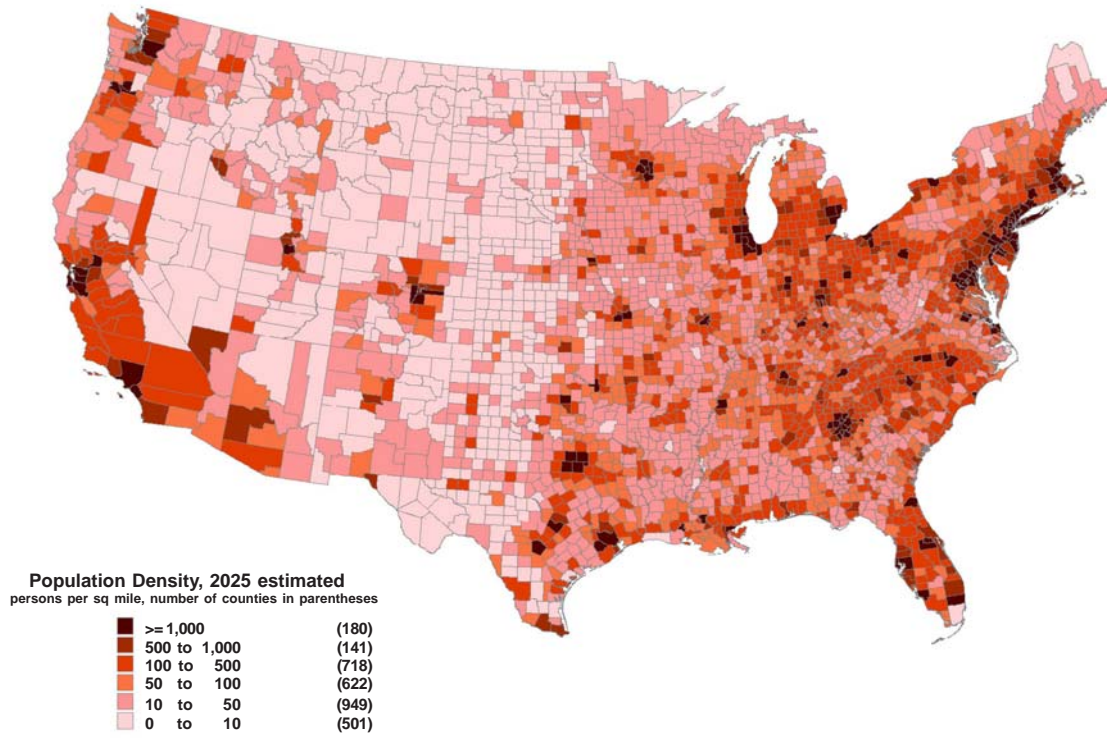 Population Density, 2025 estimated
persons per sq mile, number of counties in parentheses
>= 1,000 (180)
500 to 1,000 (141)
100 to 500 (718)
50 to 100 (622)
10 to 50 (949)
0 to 10 (501)